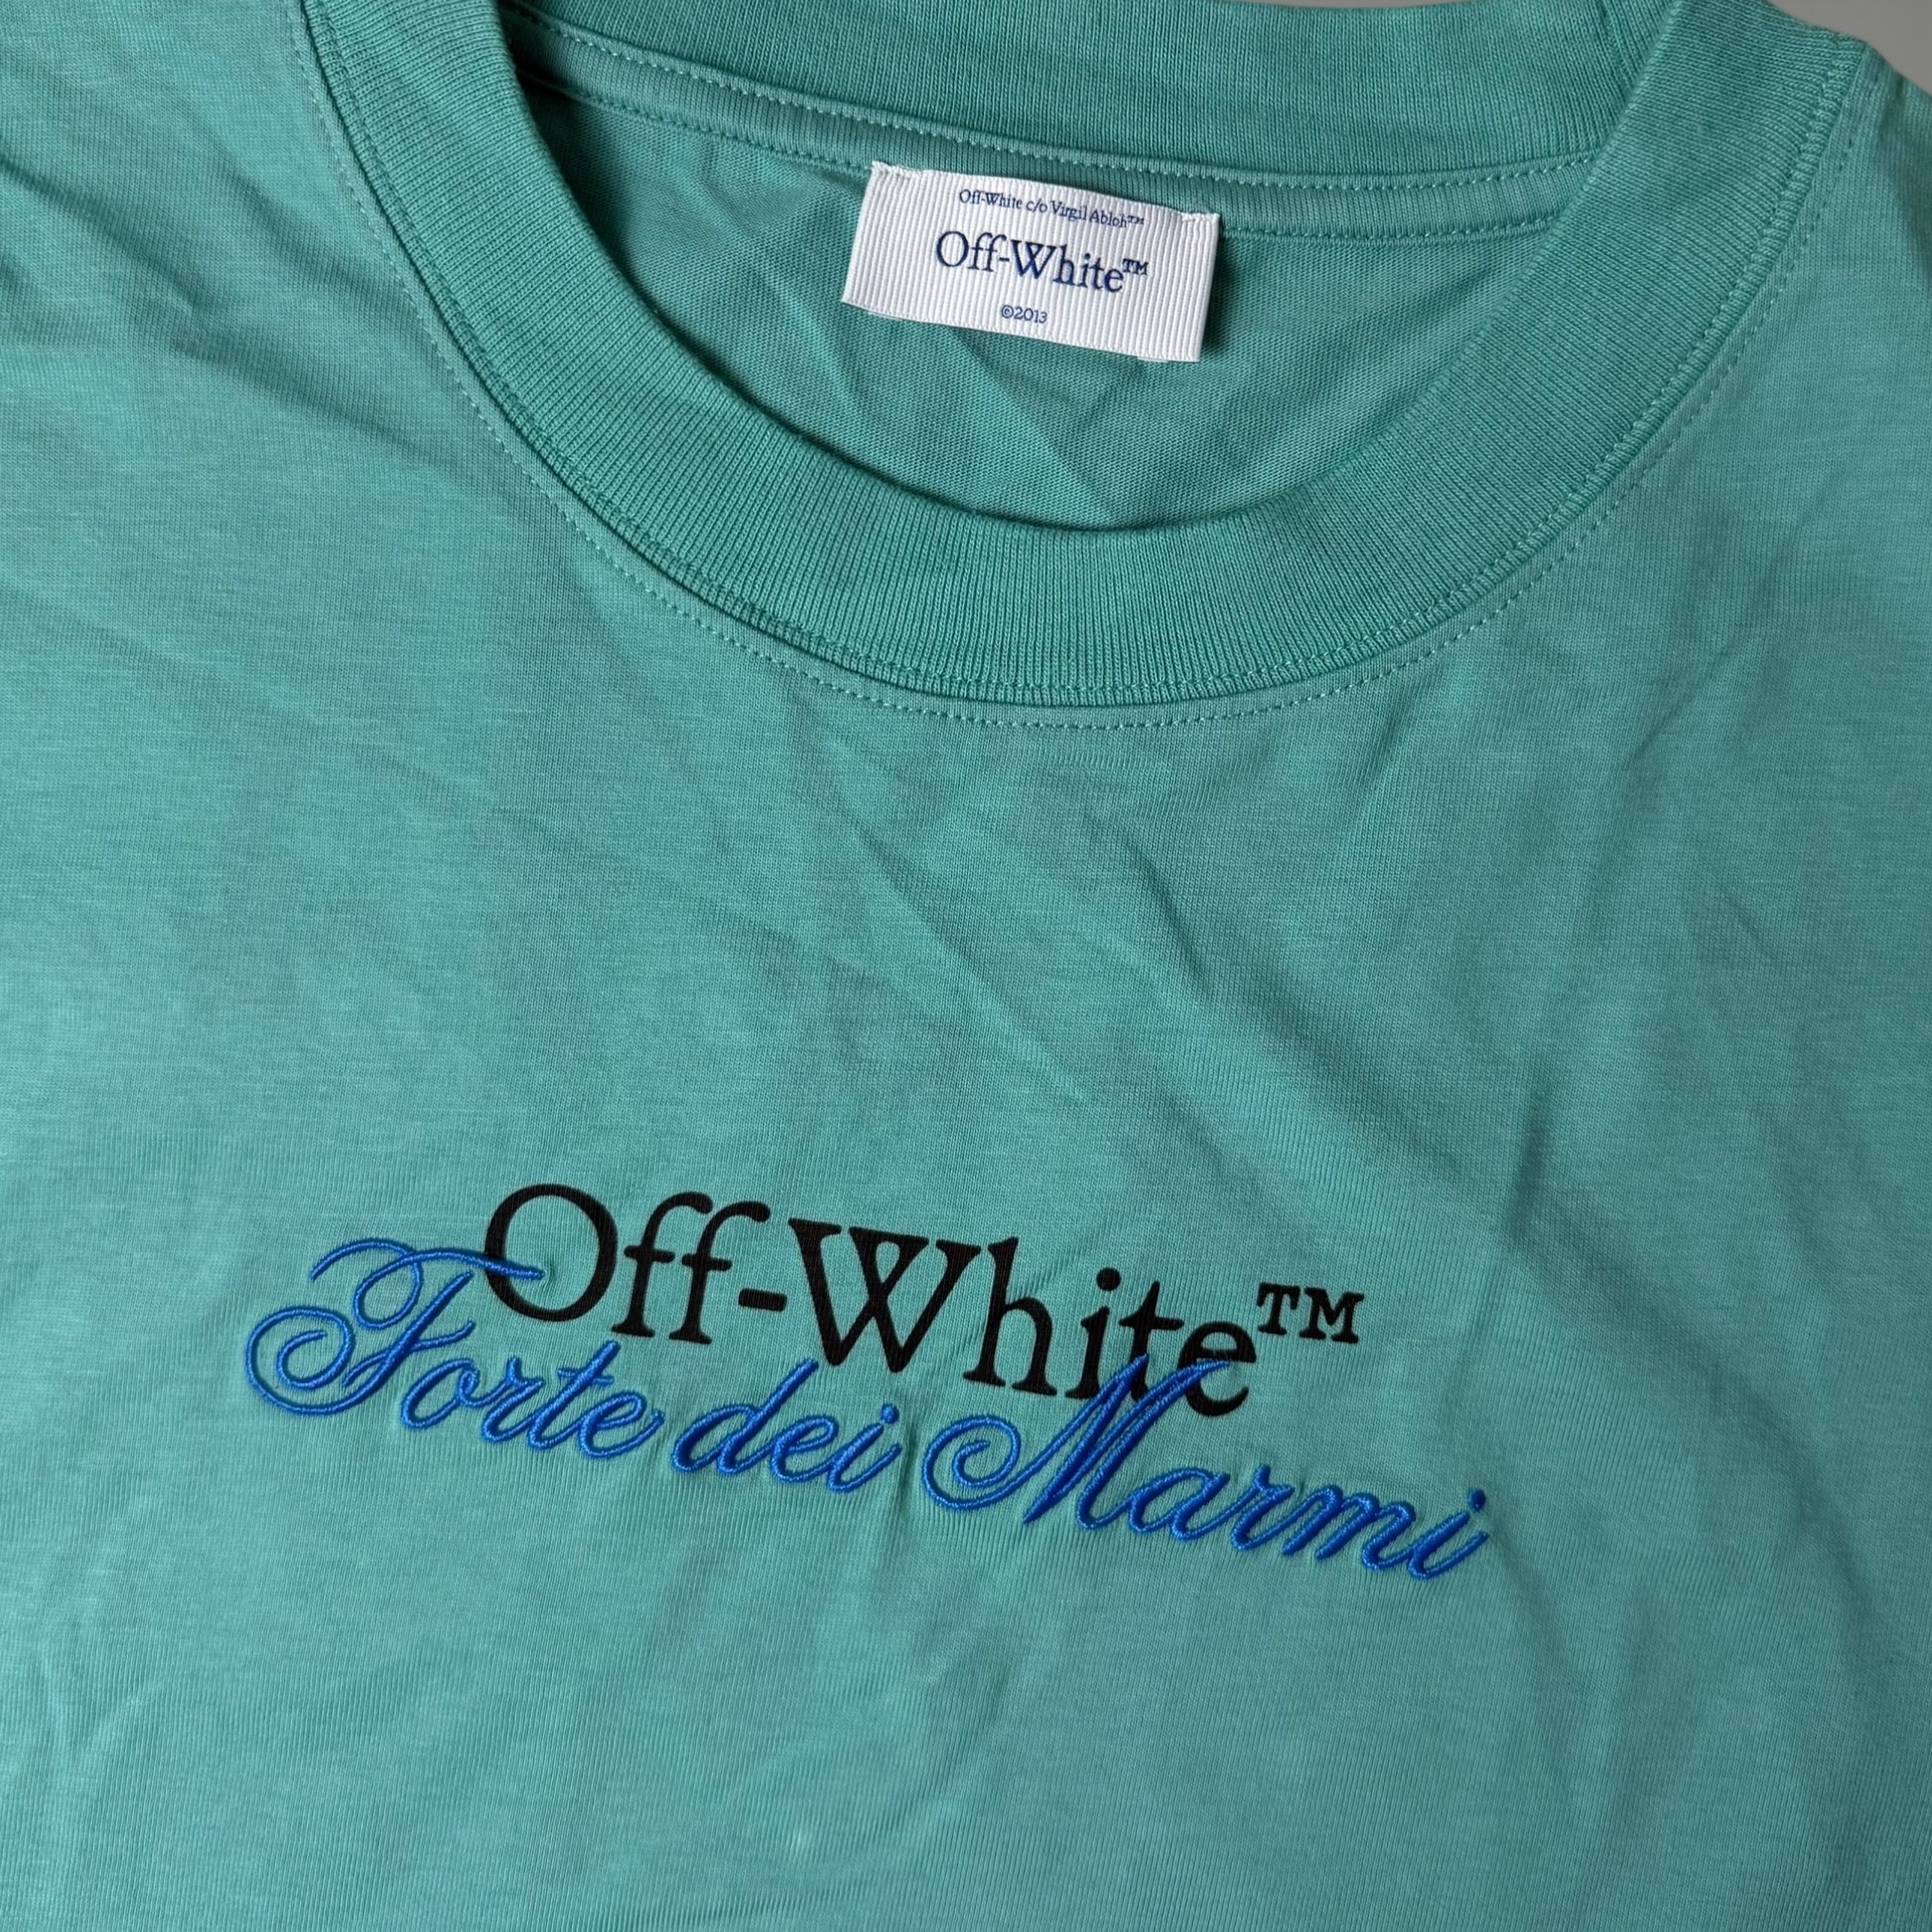 Off-White c/o Virgil Abloh™
Off-White™
©2013
Off-White™
Forte dei Marmi